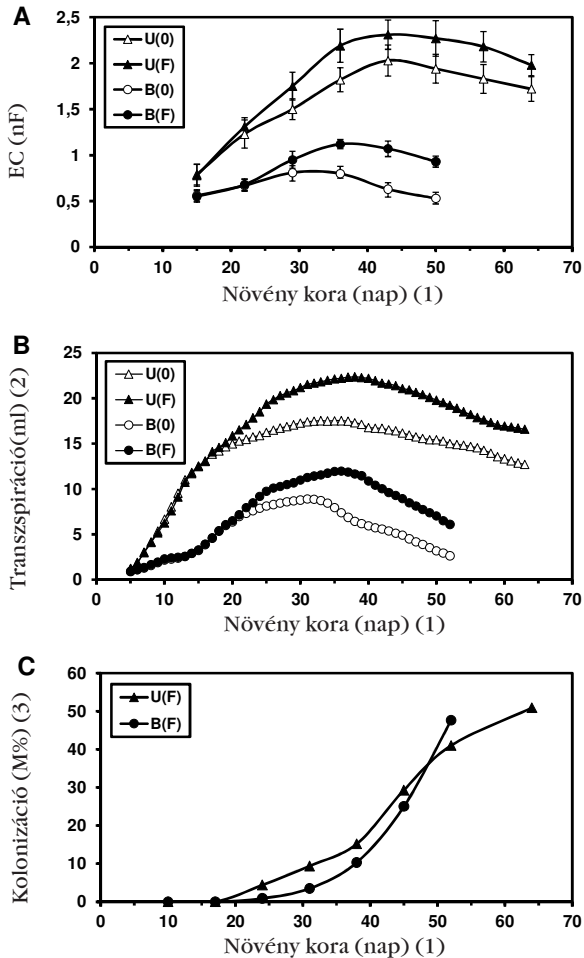 A
EC (nF)
2,5
2
1,5
1
0,5
0
U(0)
U(F)
B(0)
B(F)
0 10 20 30 40 50 60 70
Növény kora (nap) (1)
B
Transzspiráció(ml) (2)
25
20
15
10
5
0
U(0)
U(F)
B(0)
B(F)
0 10 20 30 40 50 60 70
Növény kora (nap) (1)
C
Kolonizáció (M%) (3)
60
50
40
30
20
10
0
U(F)
B(F)
0 10 20 30 40 50 60 70
Növény kora (nap) (1)